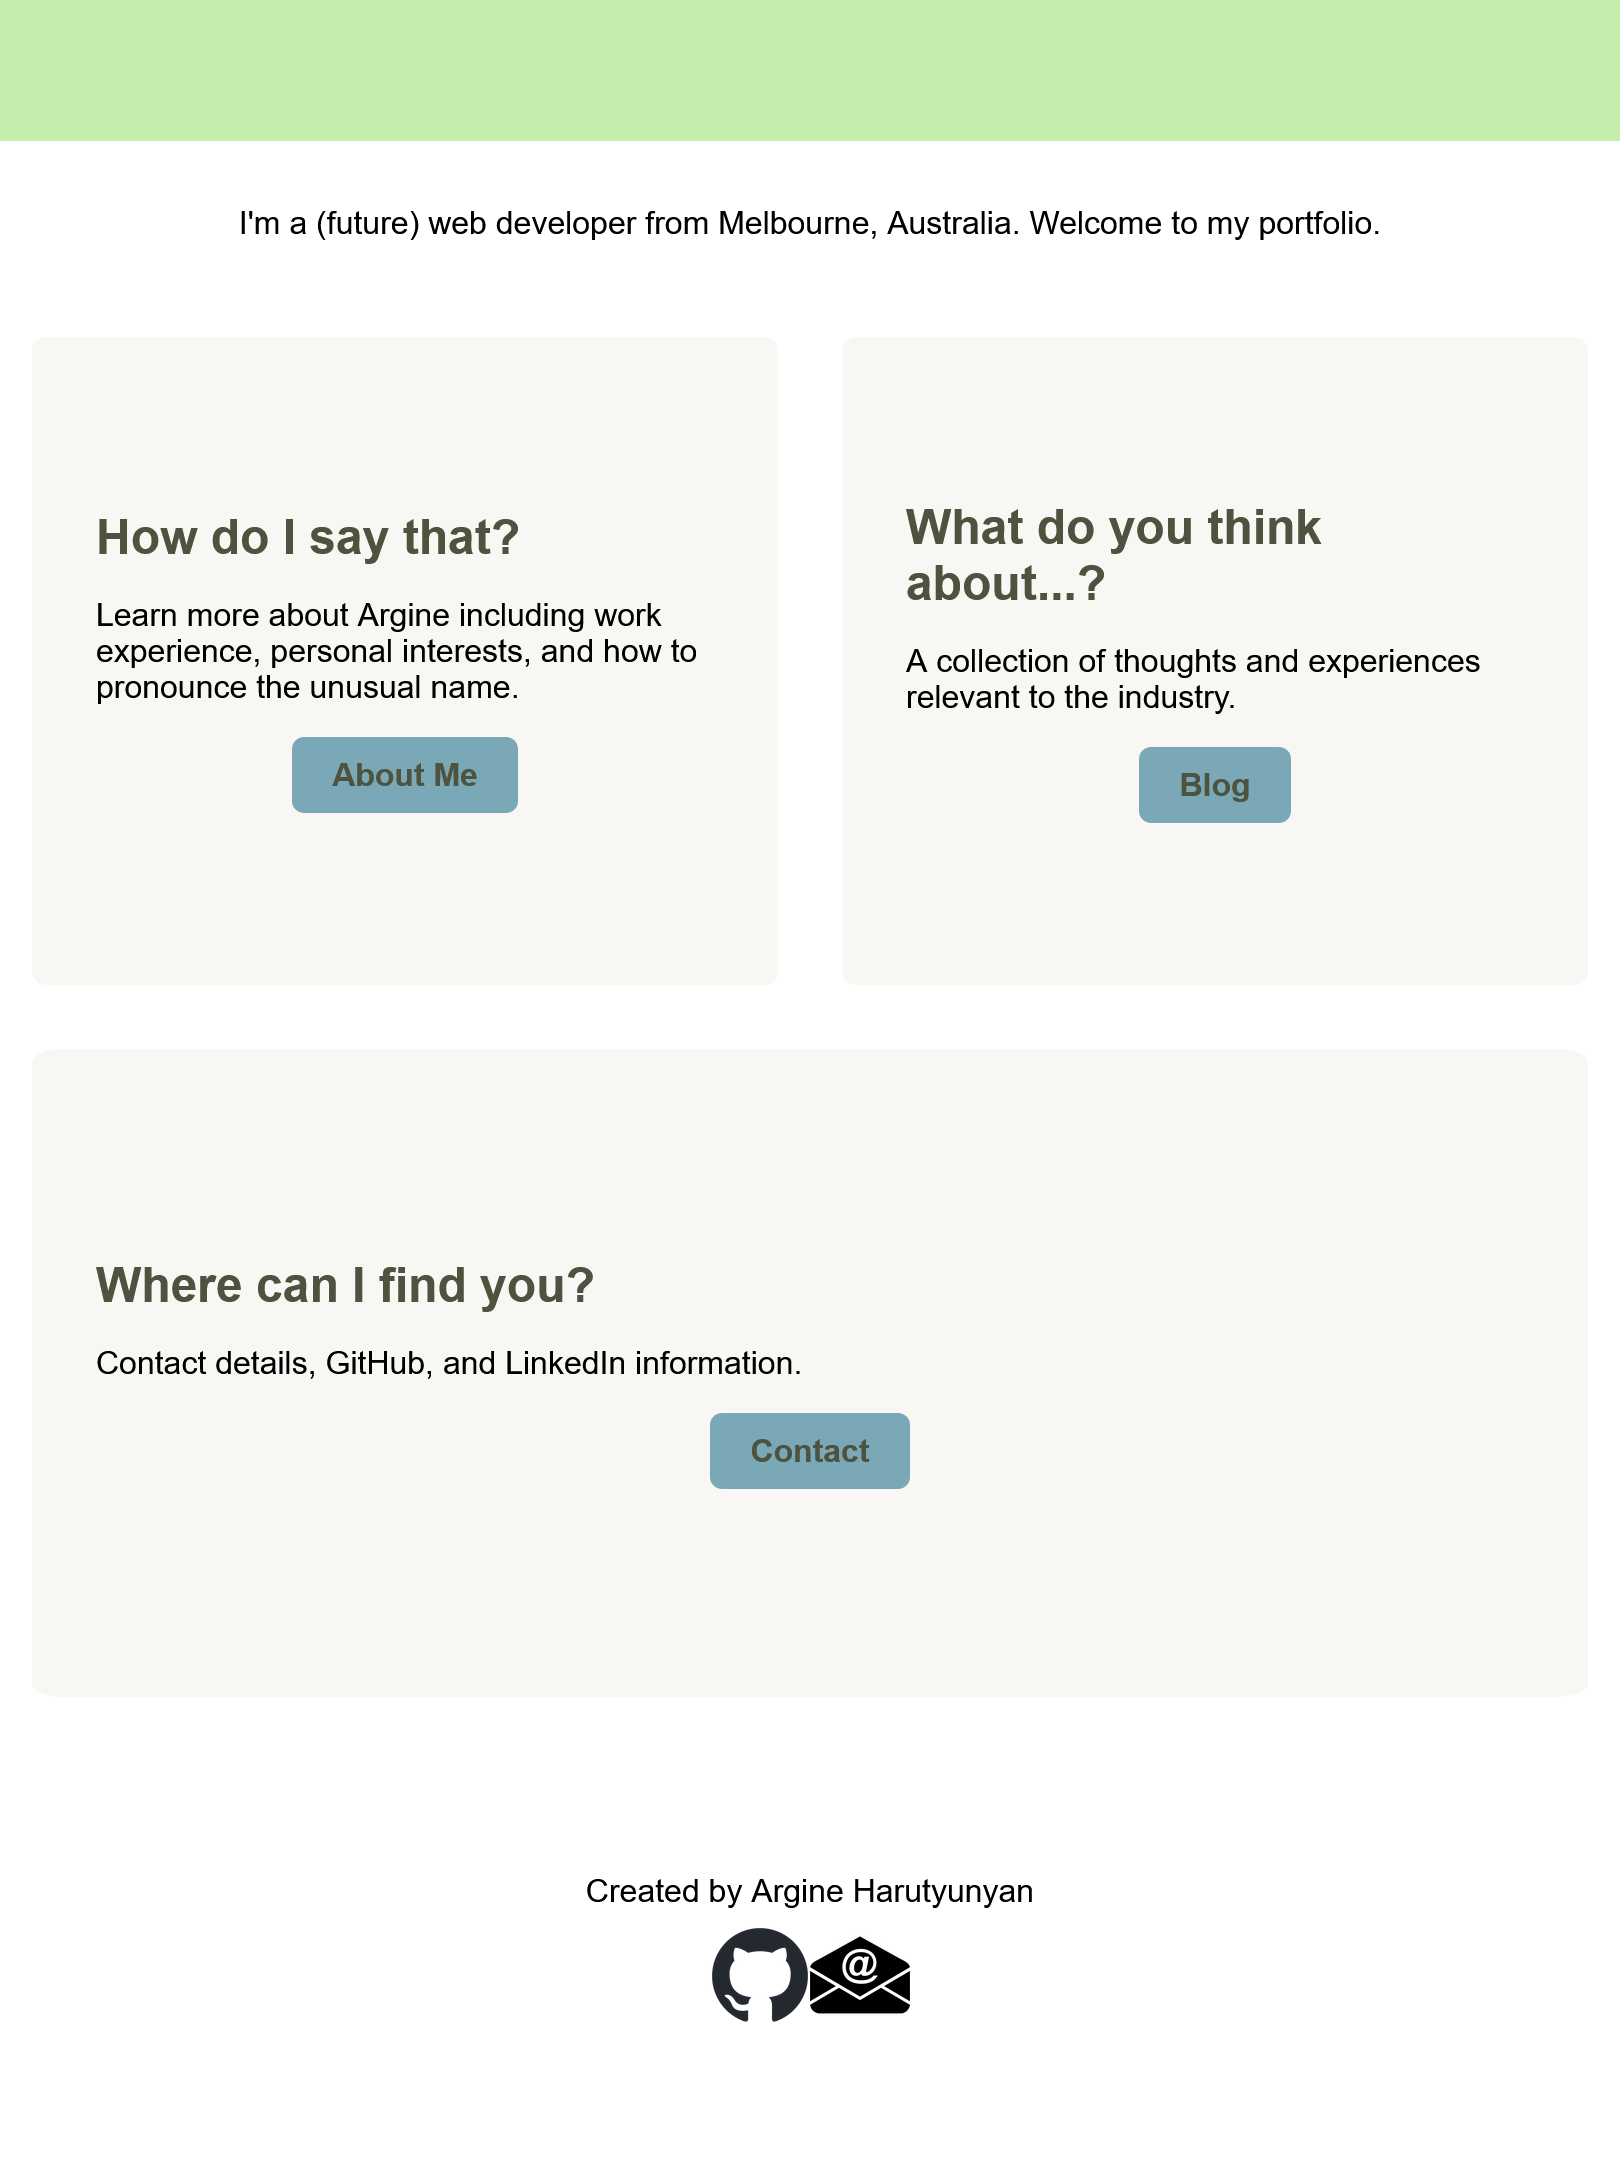 I'm a (future) web developer from Melbourne, Australia. Welcome to my portfolio.
How do I say that?
Learn more about Argine including work
experience, personal interests, and how to
pronounce the unusual name.
About Me
What do you think
about...?
A collection of thoughts and experiences
relevant to the industry.
Blog
Where can I find you?
Contact details, GitHub, and LinkedIn information.
Contact
Created by Argine Harutyunyan
@